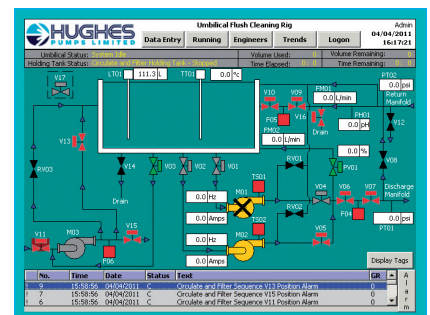 HUGHES
PUMPS LIMITED
Umbilical Flush Cleaning Rig
Admin
04/04/2011
16:17:21
Data Entry
Running
Engineers
Trends
Logon
Umbilical Status: System Idle
Volume Used: 0
Volume Remaining: 0
Holding Tank Status: Circulate and Filter Holding Tank - Stopped
Time Elapsed: 0: 0
Time Remaining: 0: 0
V17
LT01 111.3 L
TT01 0.0 °c
PT02
0.0 psi
Return
Manifold
V10
V09
FM01
0.0 L/min
F05
V16
Drain
PH01
0.0 pH
V12
FM02
0.0 L/min
V13
0.0 %
RV03
V14
V03
V02
V01
RV01
PV01
V08
Drain
TS01
0.0 Hz
M01
0.0 Amps
V04
V06
V07
Discharge
Manifold
RV02
F04
PT01
0.0 psi
V11
M03
V15
F06
TS02
0.0 Hz
M02
0.0 Amps
V05
Display Tags
No. Time Date Status Text GR
! 9 15:58:56 04/04/2011 C Circulate and Filter Sequence V13 Position Alarm 0
! 7 15:58:56 04/04/2011 C Circulate and Filter Sequence V15 Position Alarm 0
! 6 15:58:56 04/04/2011 C Circulate and Filter Sequence V11 Position Alarm 0
A
l
a
r
m